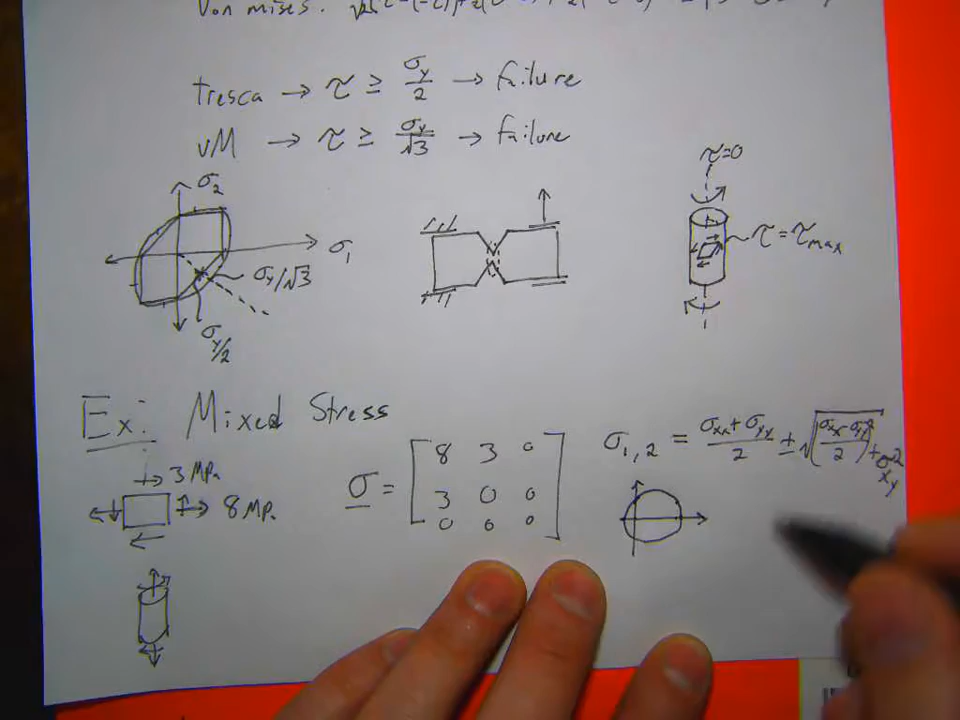 Von mises:
tresca → τ ≥ σy/2 → failure
vM → τ ≥ σy/√3 → failure
τ=0
σ2
σ1
τ = τmax
σy/√3
σy/2
Ex: Mixed Stress
3 MPa
8 MPa
σ = [8 3 0
3 0 0
0 0 0]
σ1,2 = (σxx + σyy)/2 ± √((σxx - σyy)/2)² + σxy²